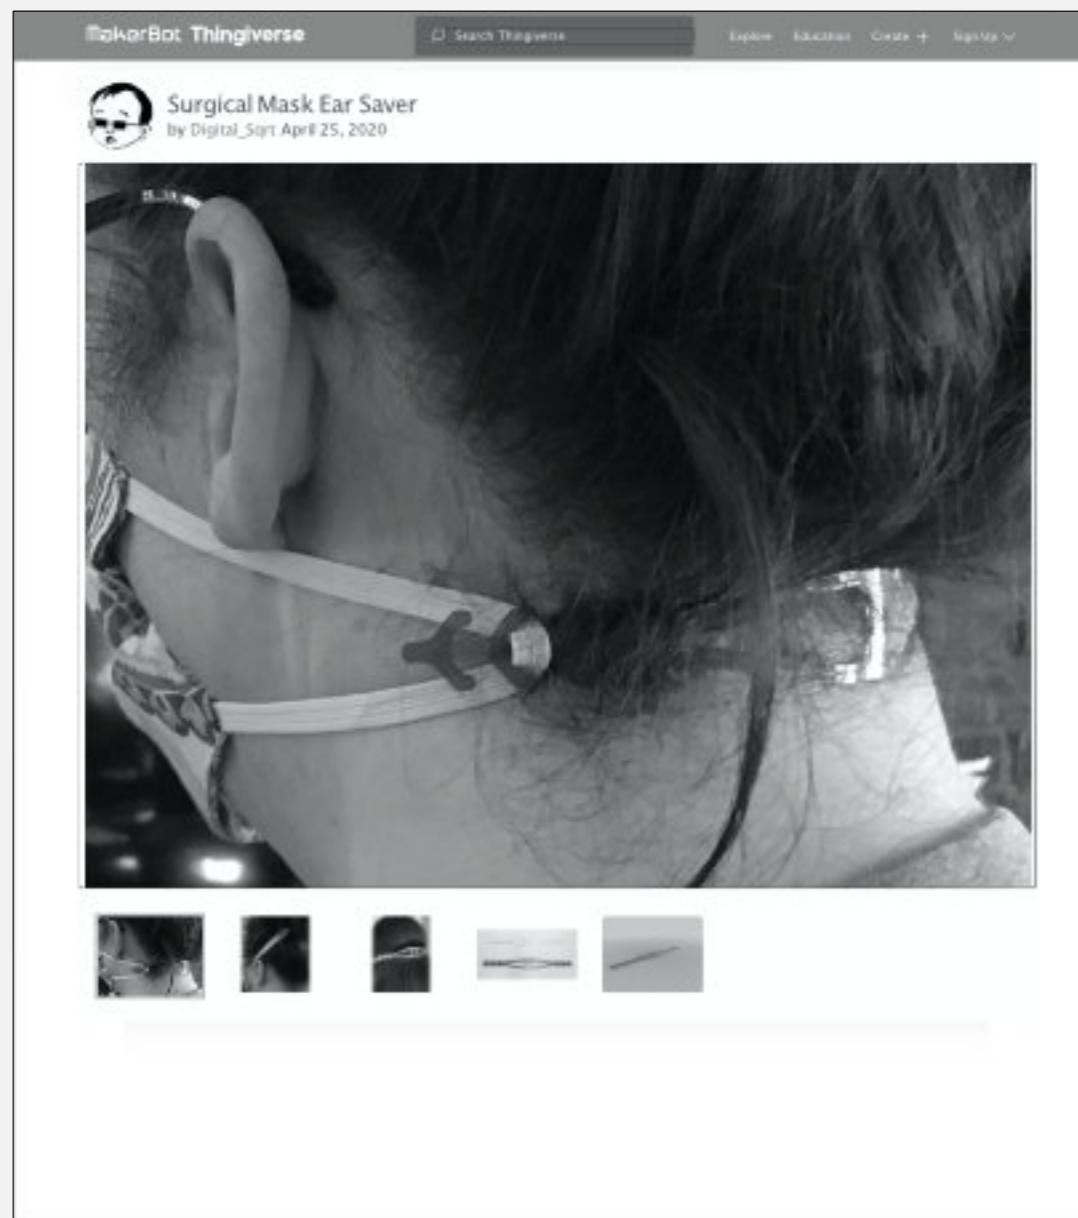 MakerBot Thingiverse
Search Thingiverse
Explore Education Create + Sign Up
Surgical Mask Ear Saver
by Digital_Sqrt April 25, 2020